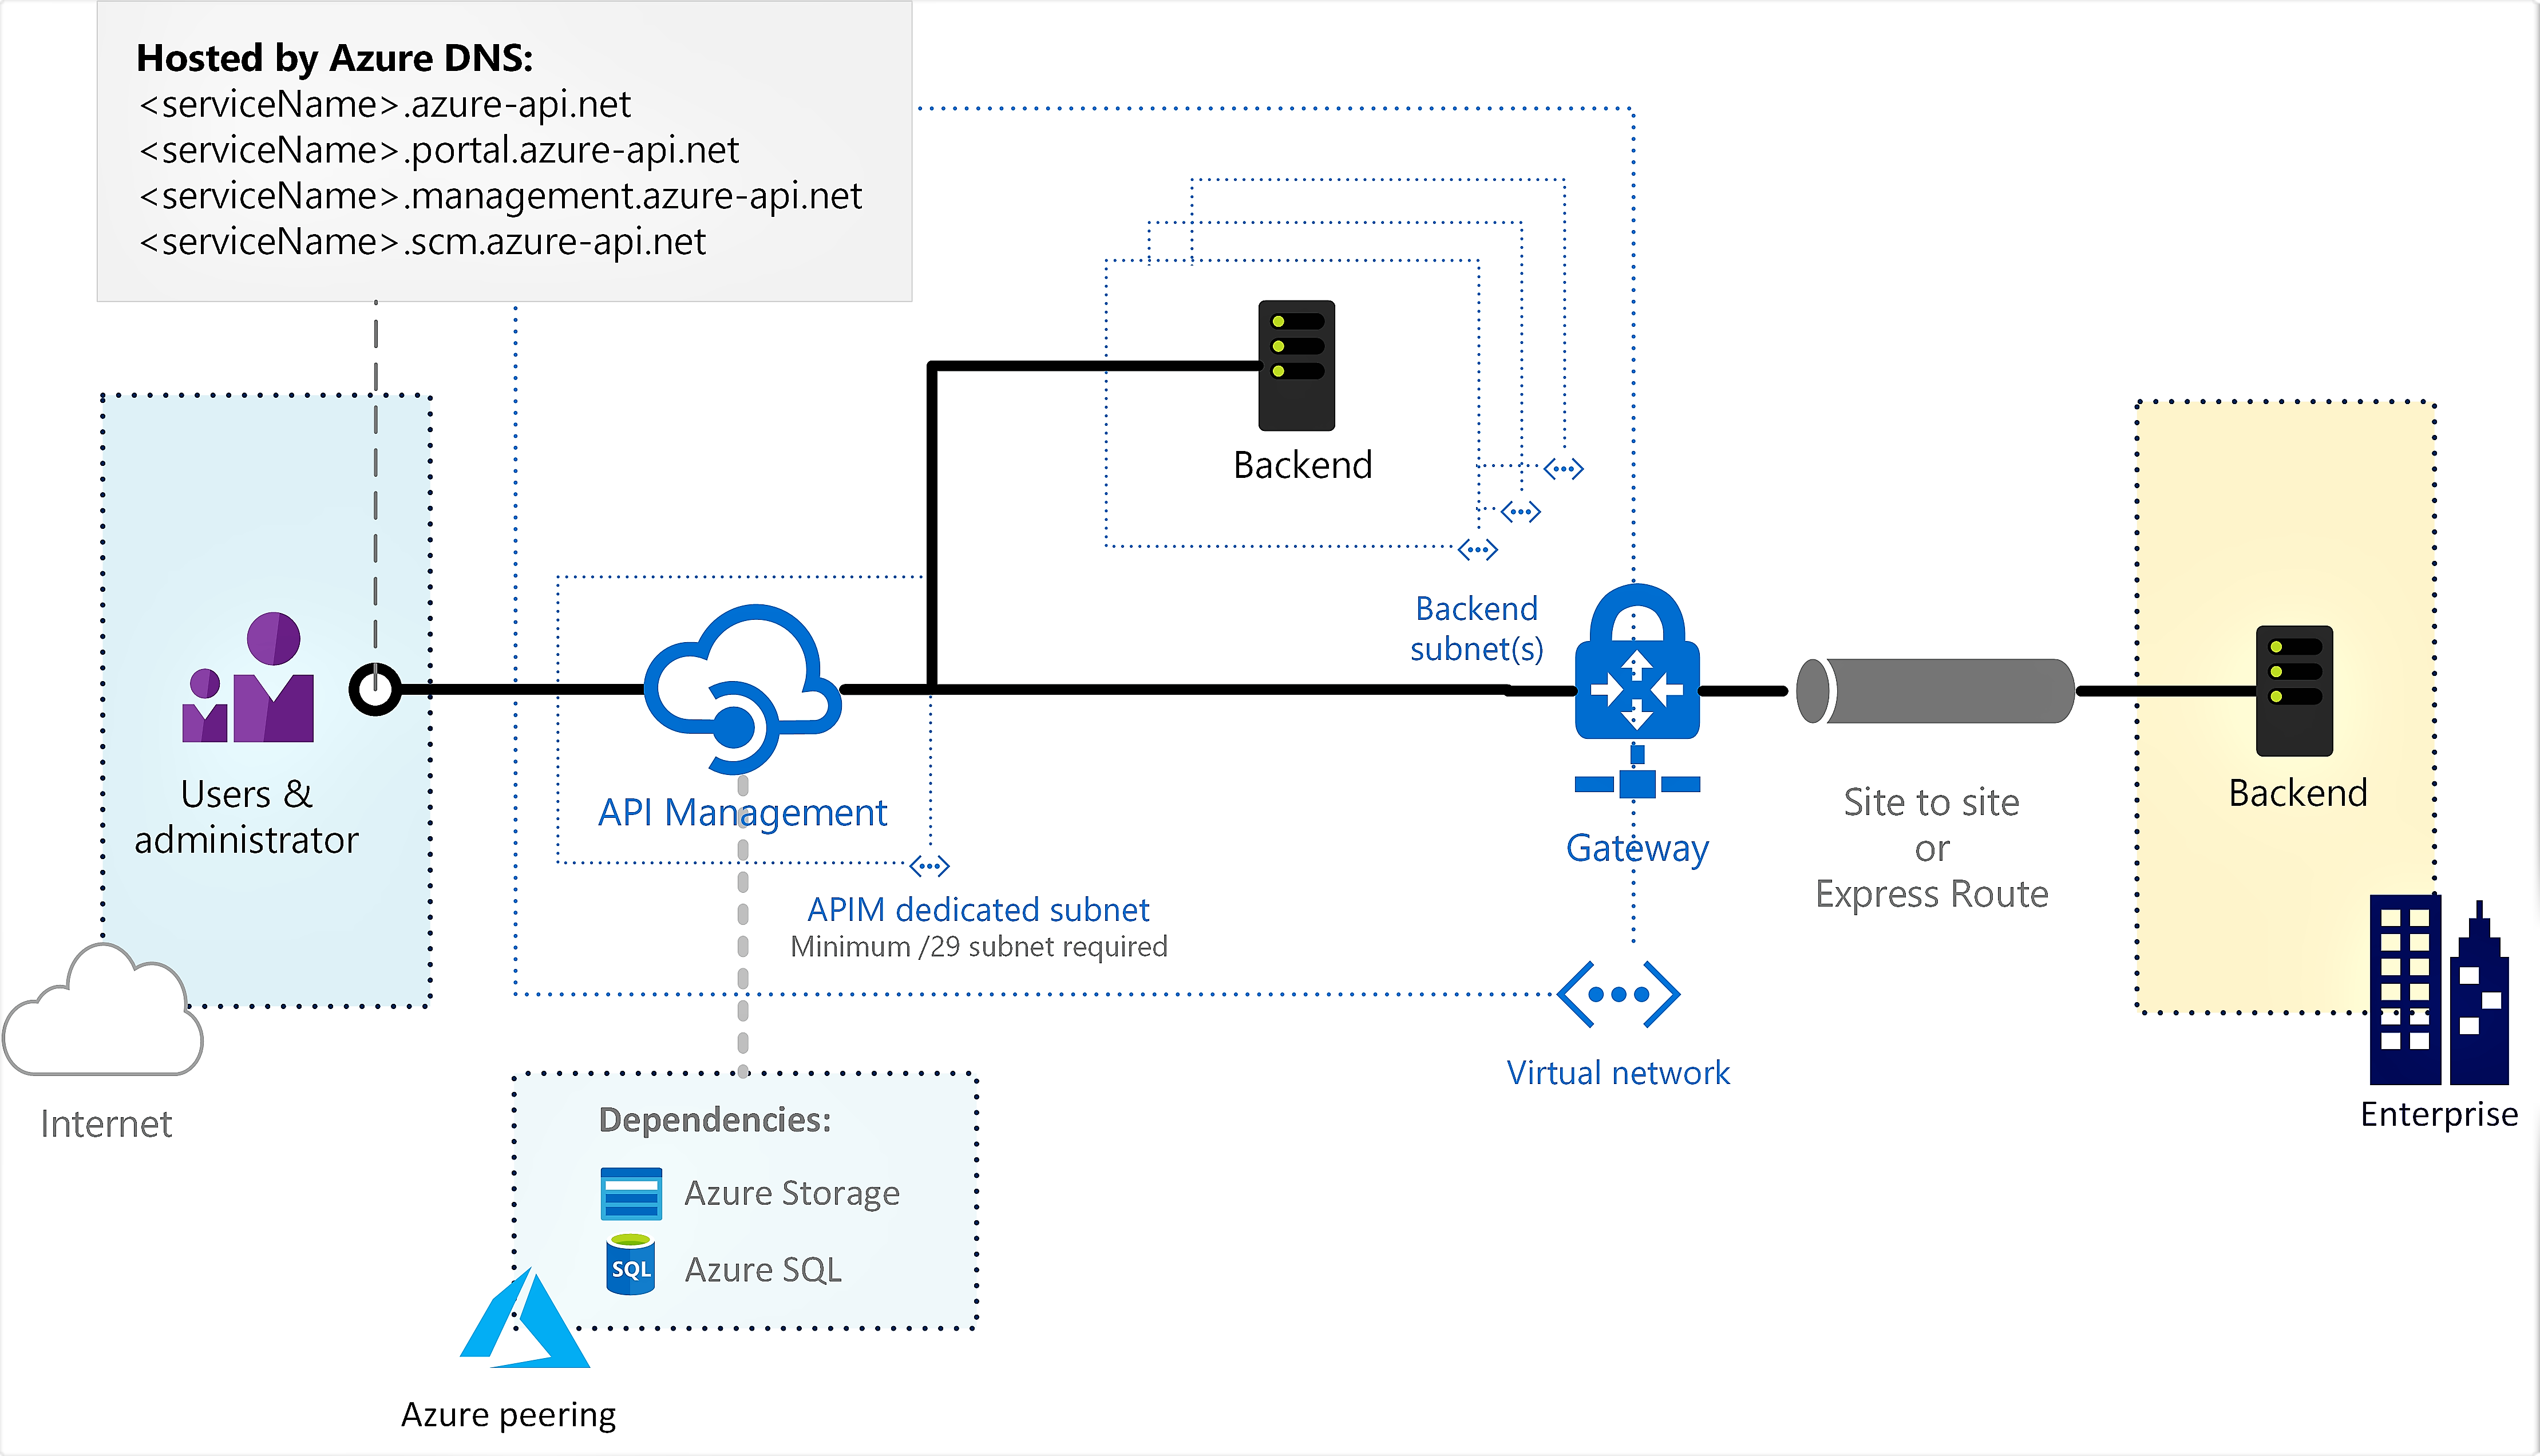 Hosted by Azure DNS:
<serviceName>.azure-api.net
<serviceName>.portal.azure-api.net
<serviceName>.management.azure-api.net
<serviceName>.scm.azure-api.net
Backend
Backend
subnet(s)
Users &
administrator
API Management
APIM dedicated subnet
Minimum /29 subnet required
Gateway
Site to site
or
Express Route
Backend
Internet
Virtual network
Enterprise
Dependencies:
Azure Storage
SQL
Azure SQL
Azure peering